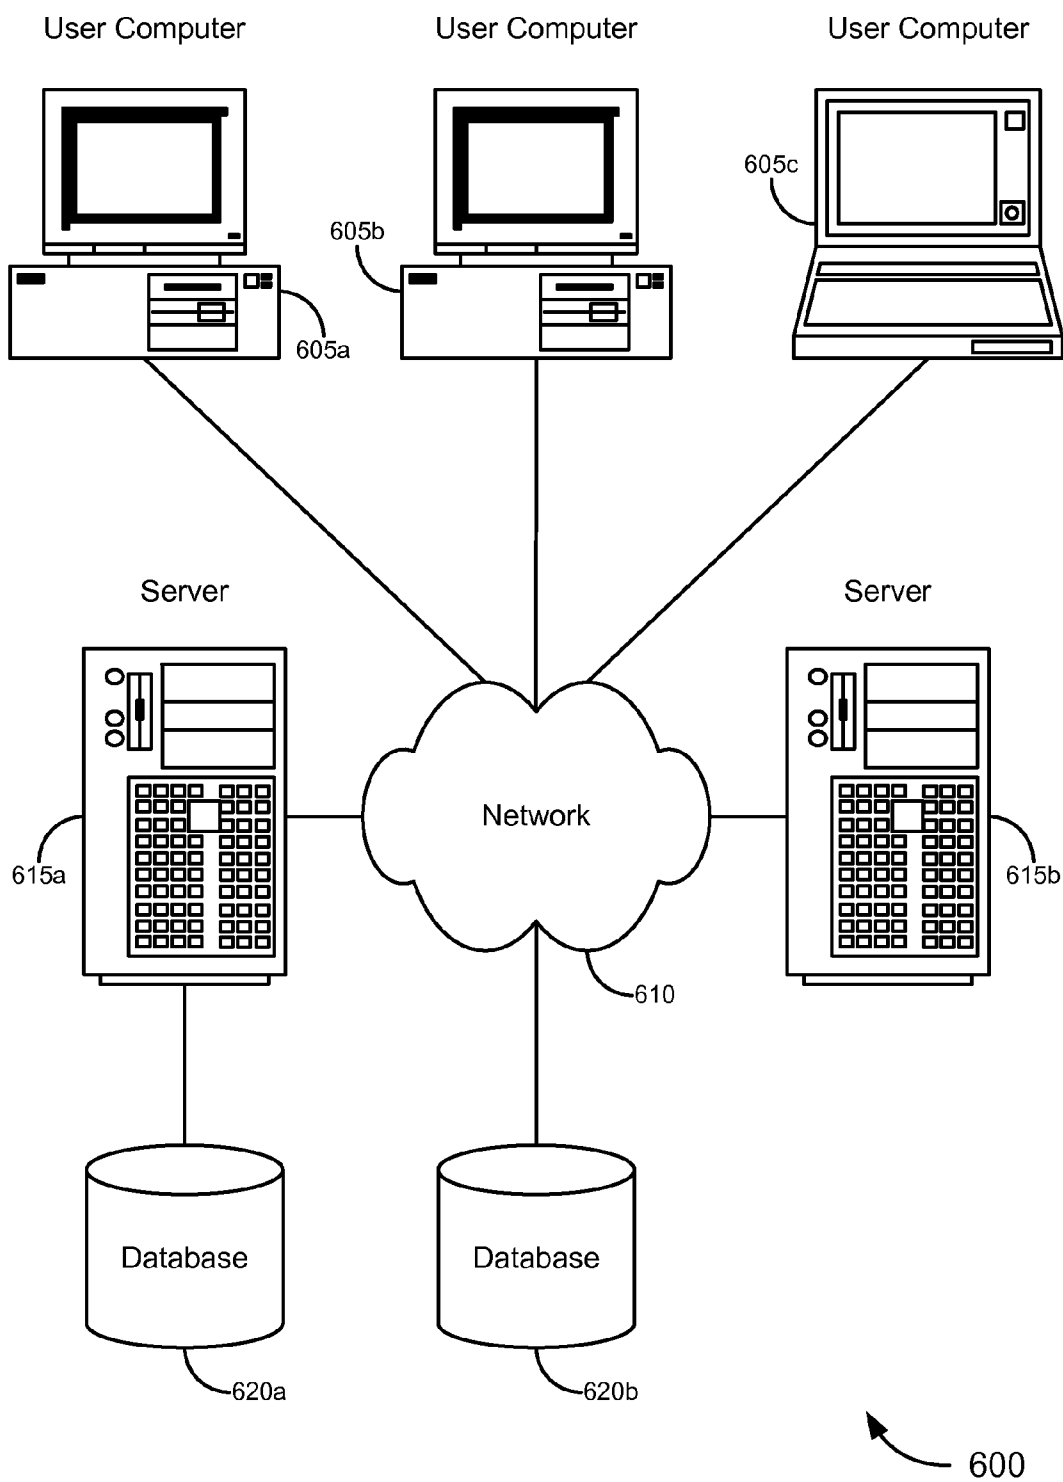 User Computer
User Computer
User Computer
605a
605b
605c
Server
Server
Network
615a
615b
610
Database
Database
620a
620b
600